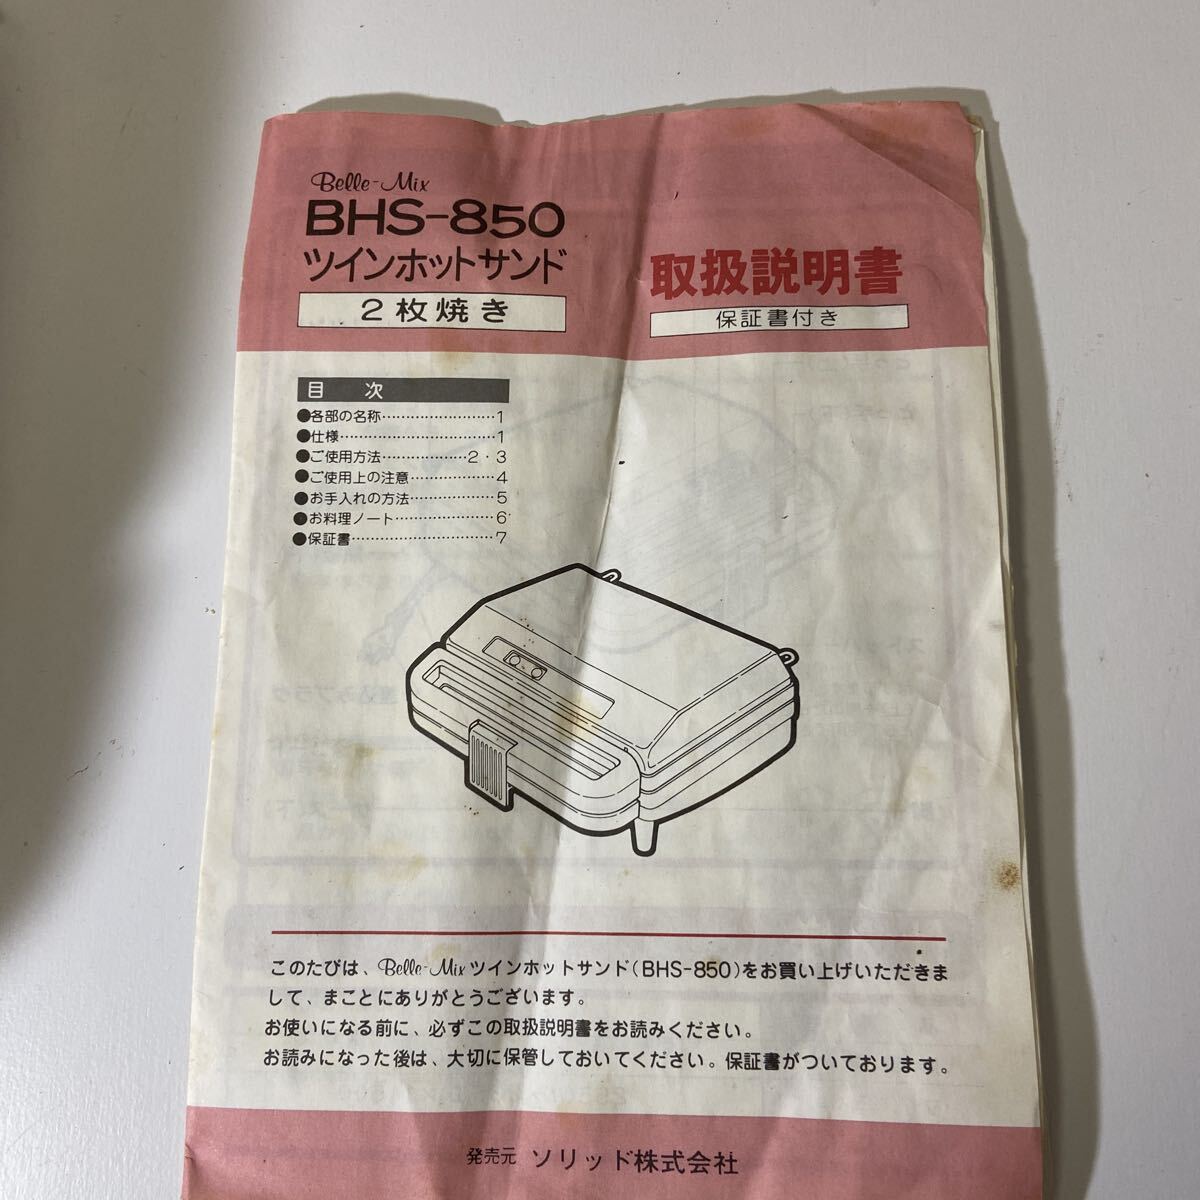 Belle-Mix
BHS-850
ツインホットサンド
2枚焼き
取扱説明書
保証書付き
目 次
●各部の名称……………………1
●仕様……………………………1
●ご使用方法………………2・3
●ご使用上の注意………………4
●お手入れの方法………………5
●お料理ノート…………………6
●保証書…………………………7
このたびは、Belle-Mixツインホットサンド(BHS-850)をお買い上げいただきま
して、まことにありがとうございます。
お使いになる前に、必ずこの取扱説明書をお読みください。
お読みになった後は、大切に保管しておいてください。保証書がついております。
発売元 ソリッド株式会社